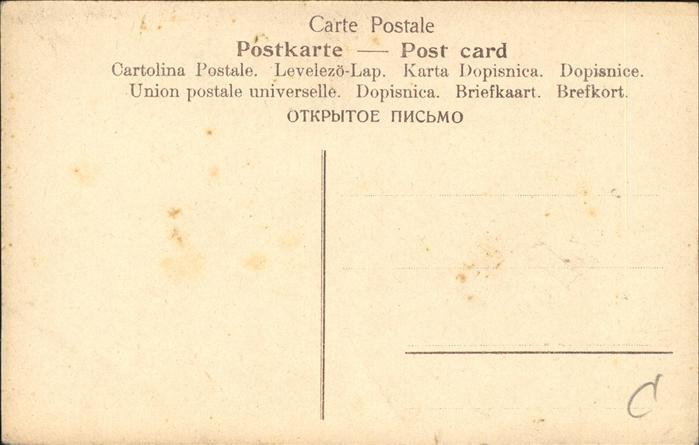 Carte Postale
Postkarte — Post card
Cartolina Postale. Levelezö-Lap. Karta Dopisnica. Dopisnice.
Union postale universelle. Dopisnica. Briefkaart. Brefkort.
ОТКРЫТОЕ ПИСЬМО
C